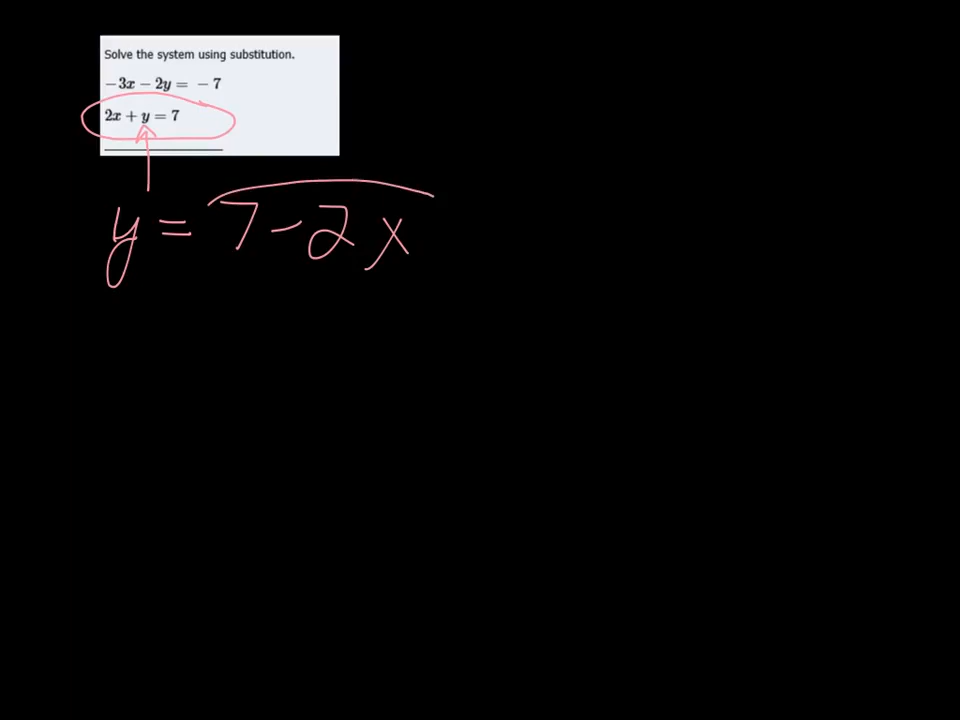 Solve the system using substitution.
−3x − 2y = −7
2x + y = 7
y = 7 − 2x